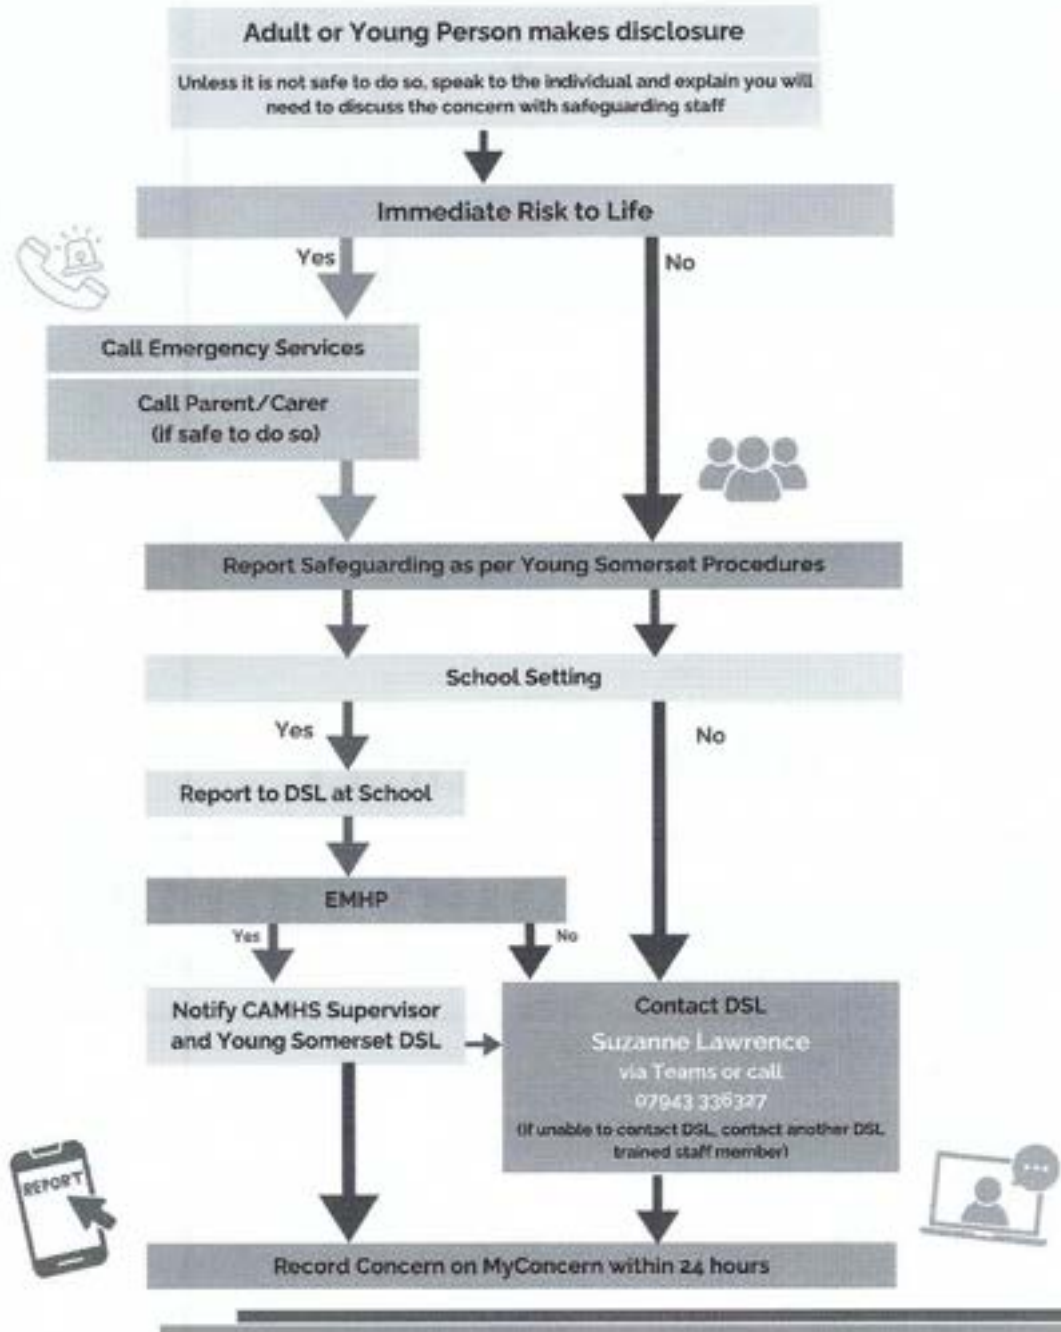 Adult or Young Person makes disclosure
Unless it is not safe to do so, speak to the individual and explain you will
need to discuss the concern with safeguarding staff
Immediate Risk to Life
Yes
No
Call Emergency Services
Call Parent/Carer
(if safe to do so)
Report Safeguarding as per Young Somerset Procedures
School Setting
Yes
No
Report to DSL at School
EMHP
Yes
No
Notify CAMHS Supervisor
and Young Somerset DSL
Contact DSL
Suzanne Lawrence
via Teams or call
07943 336327
(if unable to contact DSL, contact another DSL
trained staff member)
REPORT
Record Concern on MyConcern within 24 hours